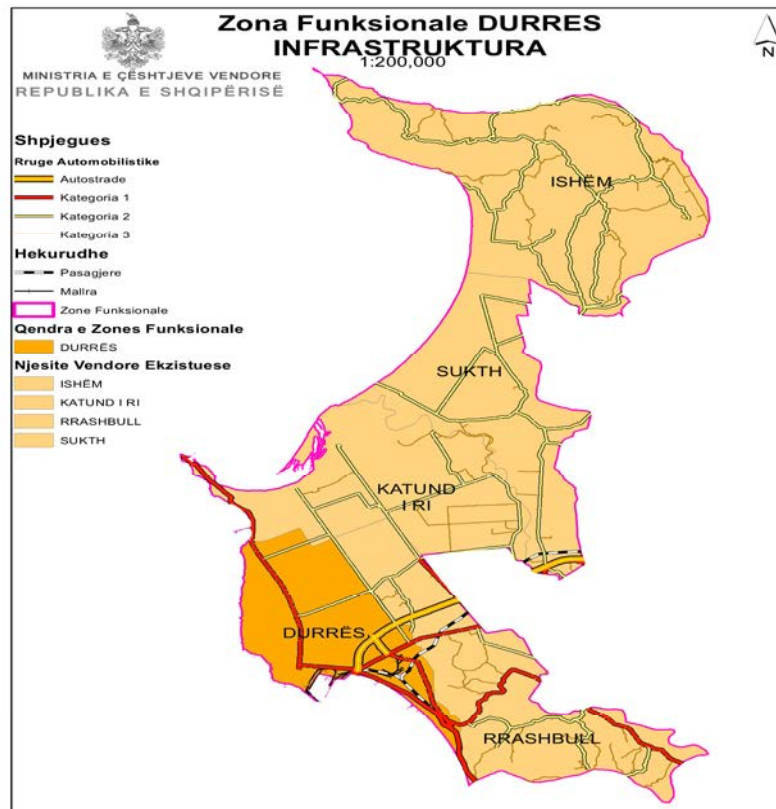 Zona Funksionale DURRES
INFRASTRUKTURA
1:200,000
N
MINISTRIA E ÇËSHTJEVE VENDORE
REPUBLIKA E SHQIPËRISË
Shpjegues
Rruge Automobilistike
Autostrade
Kategoria 1
Kategoria 2
Kategoria 3
Hekurudhe
Pasagjere
Mallra
Zone Funksionale
Qendra e Zones Funksionale
DURRËS
Njesite Vendore Ekzistuese
ISHËM
KATUND I RI
RRASHBULL
SUKTH
ISHËM
SUKTH
KATUND
I RI
DURRËS
RRASHBULL